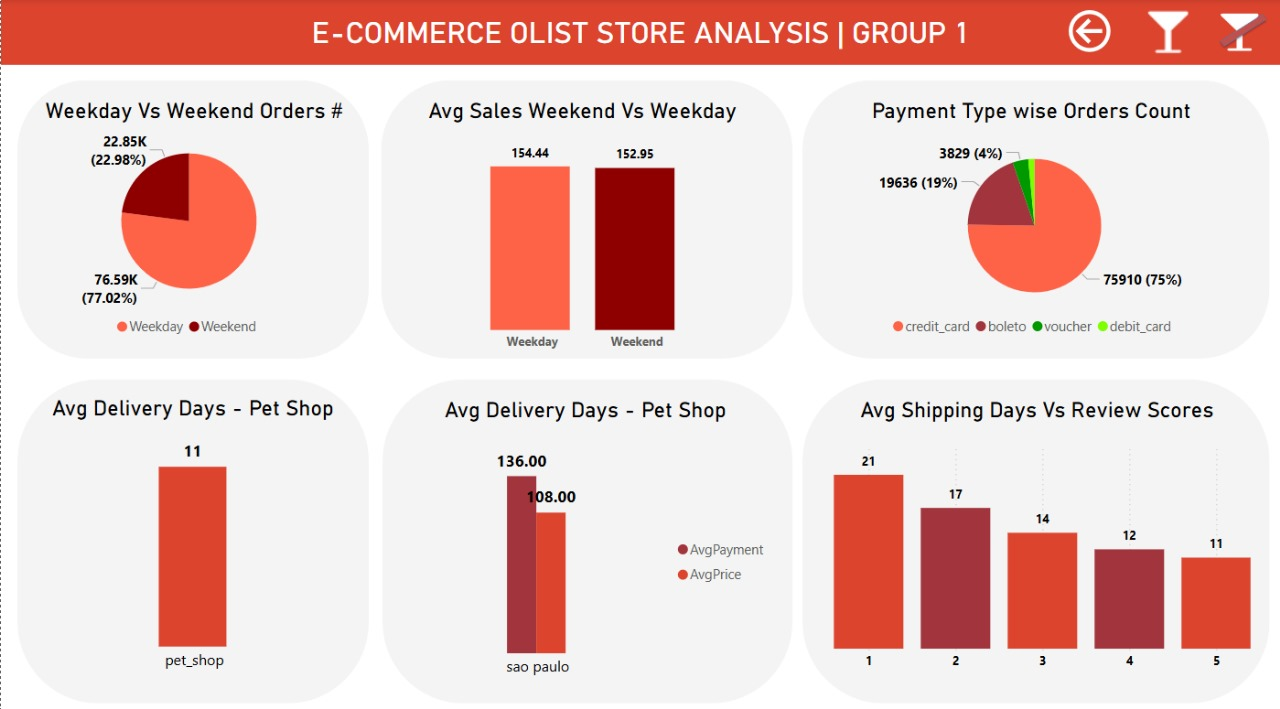 E-COMMERCE OLIST STORE ANALYSIS | GROUP 1
Weekday Vs Weekend Orders #
22.85K
(22.98%)
76.59K
(77.02%)
Weekday
Weekend
Avg Sales Weekend Vs Weekday
154.44
152.95
Weekday
Weekend
Payment Type wise Orders Count
3829 (4%)
19636 (19%)
75910 (75%)
credit_card
boleto
voucher
debit_card
Avg Delivery Days - Pet Shop
11
pet_shop
Avg Delivery Days - Pet Shop
136.00
108.00
AvgPayment
AvgPrice
sao paulo
Avg Shipping Days Vs Review Scores
21
17
14
12
11
1
2
3
4
5